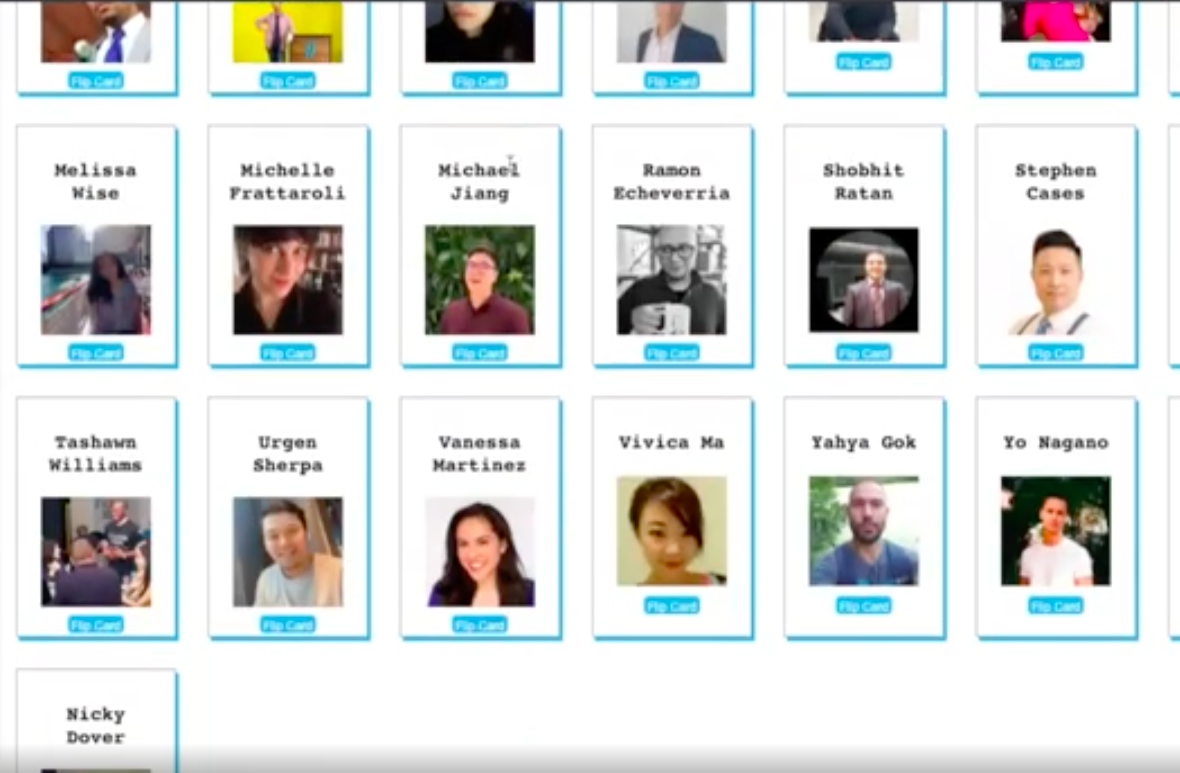 Flip Card
Flip Card
Flip Card
Flip Card
Flip Card
Flip Card
Melissa
Wise
Flip Card
Michelle
Frattaroli
Flip Card
Michael
Jiang
Flip Card
Ramon
Echeverria
Flip Card
Shobhit
Ratan
Flip Card
Stephen
Cases
Flip Card
Tashawn
Williams
Flip Card
Urgen
Sherpa
Flip Card
Vanessa
Martinez
Flip Card
Vivica Ma
Flip Card
Yahya Gok
Flip Card
Yo Nagano
Flip Card
Nicky
Dover